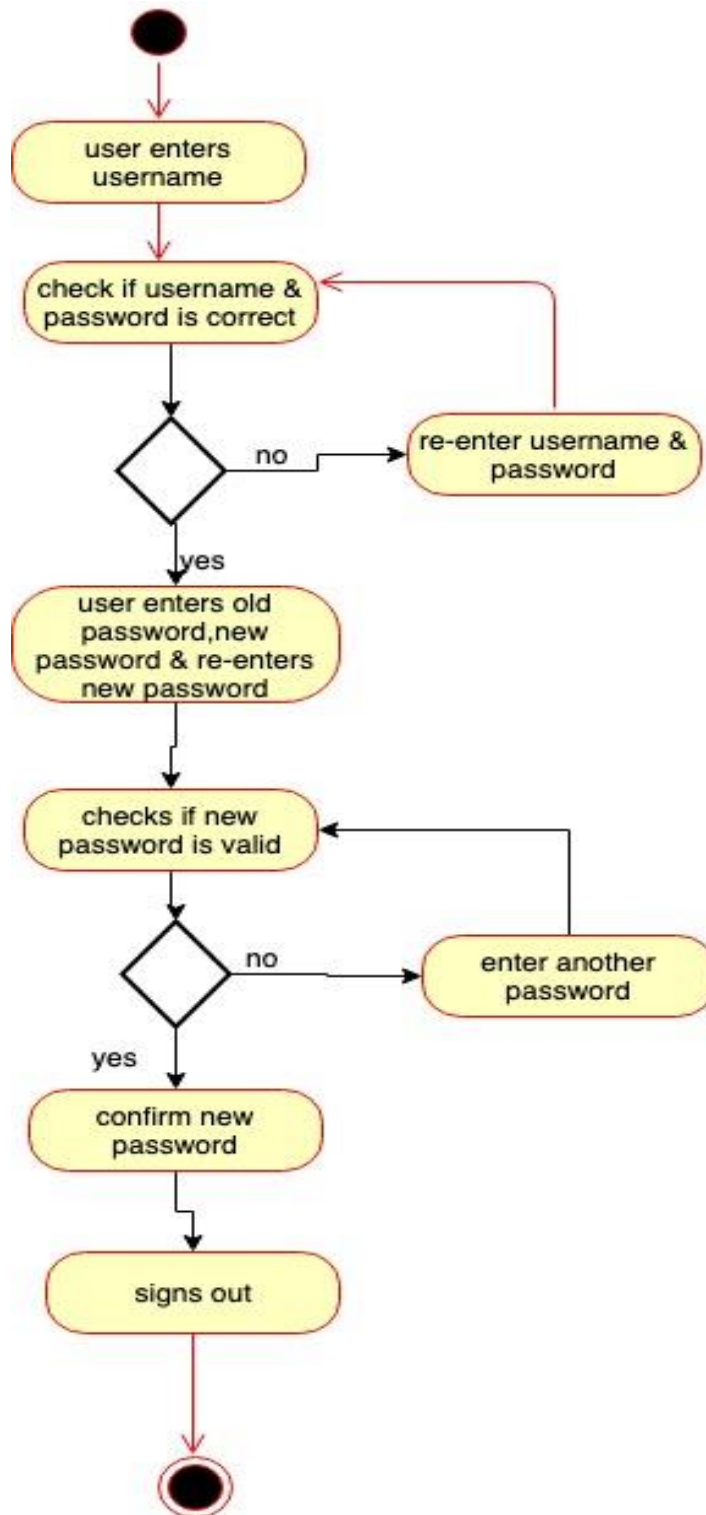 user enters
username
check if username &
password is correct
no
re-enter username &
password
yes
user enters old
password,new
password & re-enters
new password
checks if new
password is valid
no
enter another
password
yes
confirm new
password
signs out